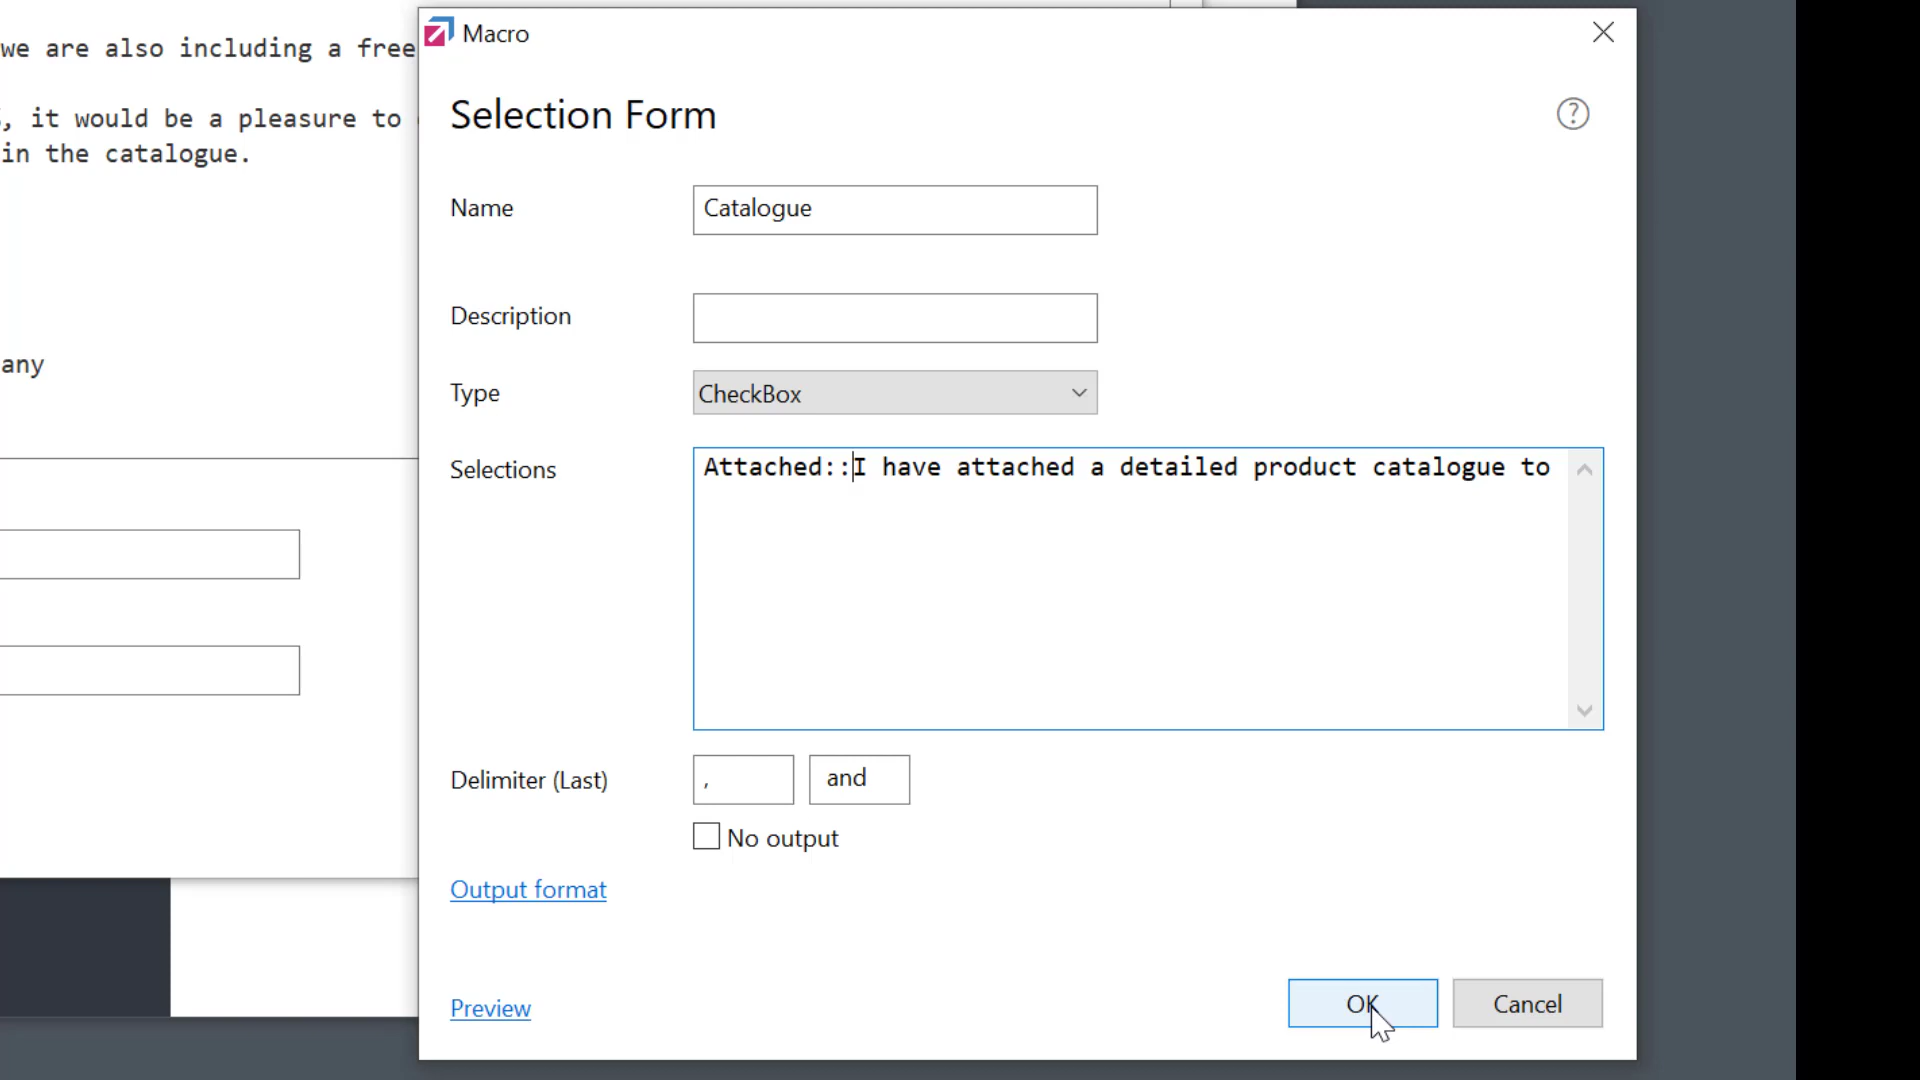 we are also including a free
, it would be a pleasure to
in the catalogue.
any
Macro
Selection Form
?
Name
Catalogue
Description
Type
CheckBox
Selections
Attached::I have attached a detailed product catalogue to
Delimiter (Last)
,
and
No output
Output format
Preview
OK
Cancel